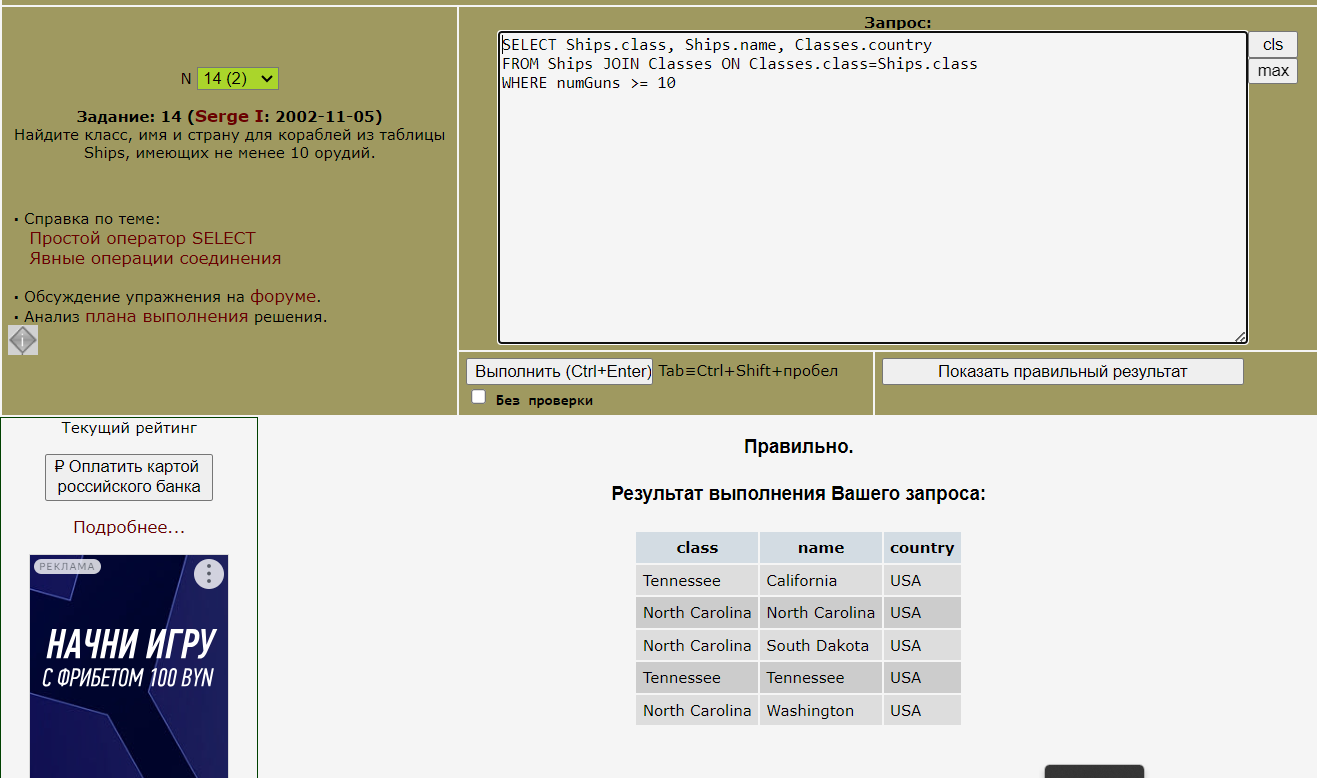 N 14 (2)
Задание: 14 (Serge I: 2002-11-05)
Найдите класс, имя и страну для кораблей из таблицы
Ships, имеющих не менее 10 орудий.
· Справка по теме:
Простой оператор SELECT
Явные операции соединения
· Обсуждение упражнения на форуме.
· Анализ плана выполнения решения.
Запрос:
SELECT Ships.class, Ships.name, Classes.country
FROM Ships JOIN Classes ON Classes.class=Ships.class
WHERE numGuns >= 10
cls
max
Выполнить (Ctrl+Enter) Tab≡Ctrl+Shift+пробел
Без проверки
Показать правильный результат
Текущий рейтинг
₽ Оплатить картой
российского банка
Подробнее...
РЕКЛАМА
НАЧНИ ИГРУ
С ФРИБЕТОМ 100 BYN
Правильно.
Результат выполнения Вашего запроса:
class name country
Tennessee California USA
North Carolina North Carolina USA
North Carolina South Dakota USA
Tennessee Tennessee USA
North Carolina Washington USA